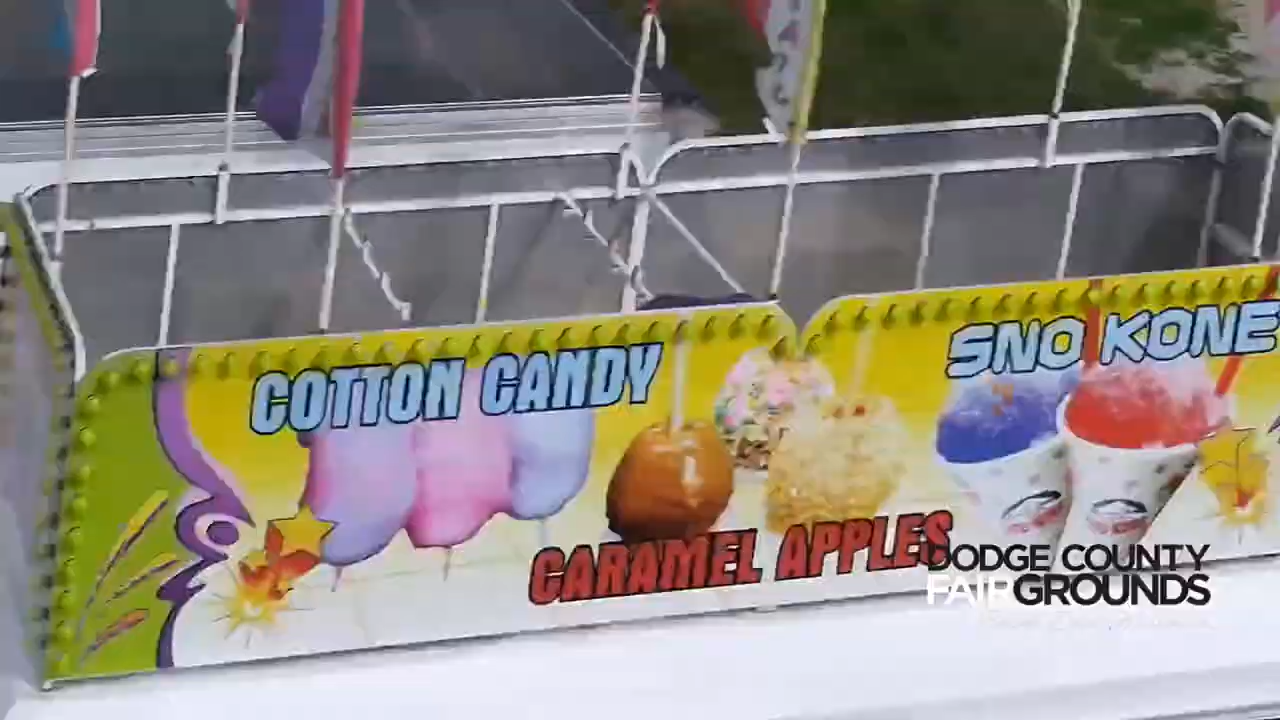 COTTON CANDY
SNO KONE
CARAMEL APPLES
DODGE COUNTY
FAIRGROUNDS